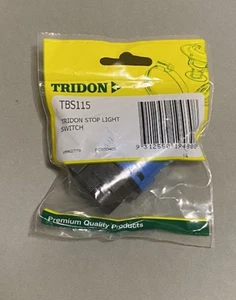 TRIDON
TBS115
TRIDON STOP LIGHT
SWITCH
Premium Quality Products